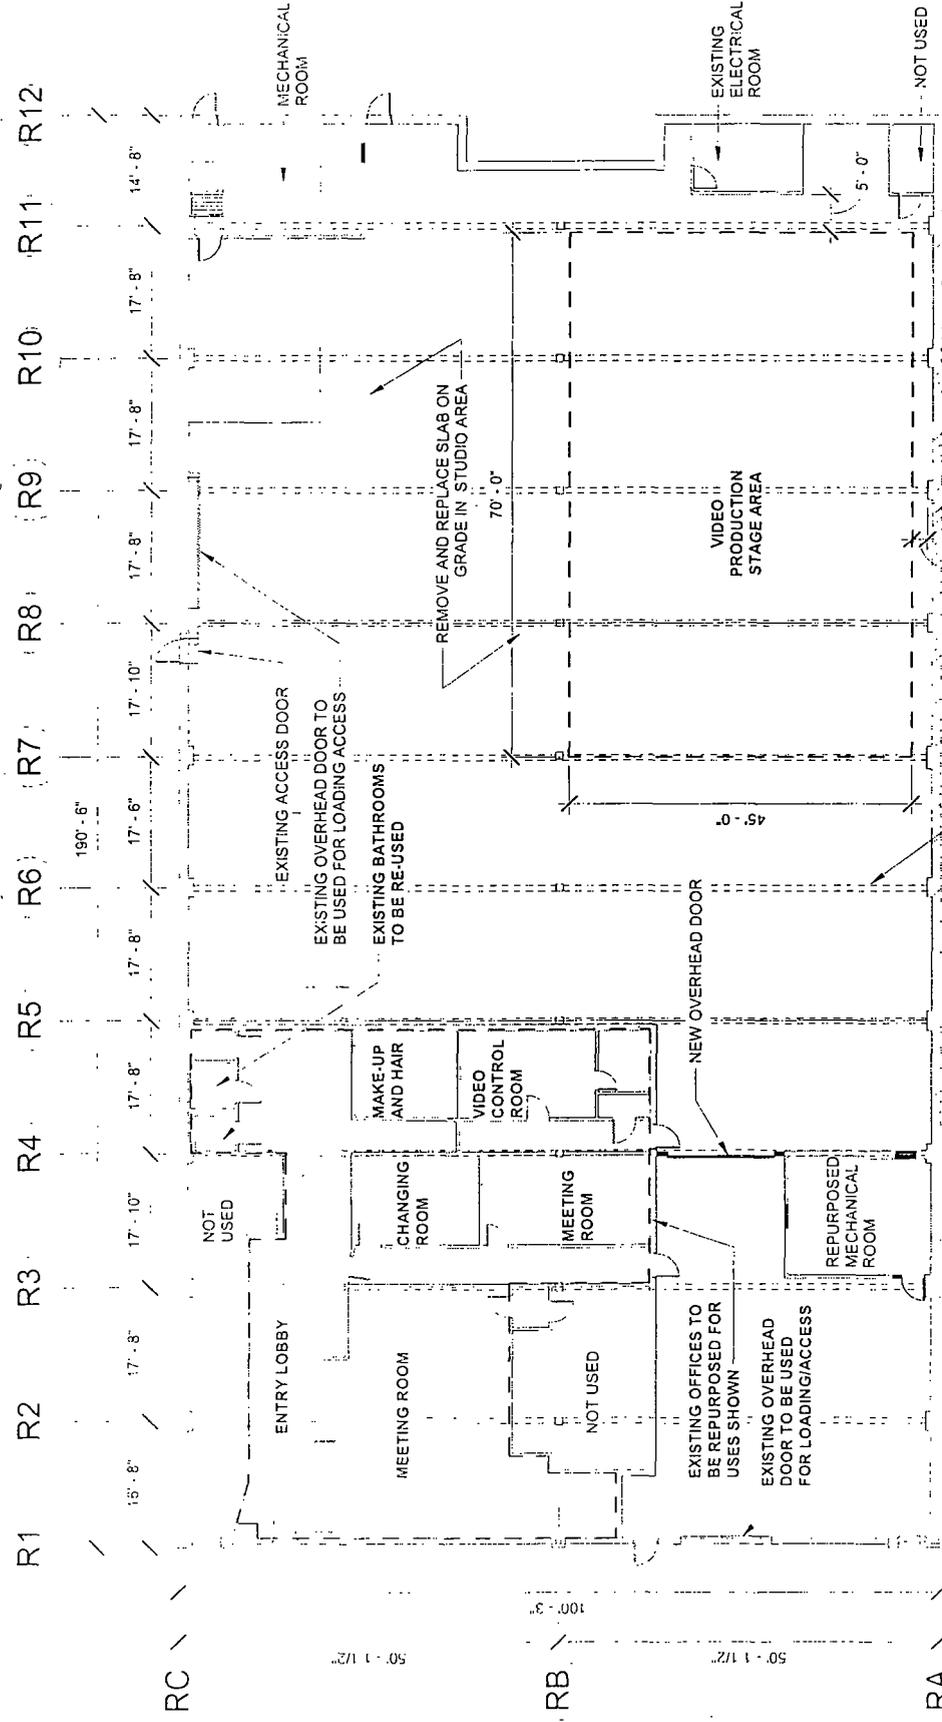 R1
R2
R3
R4
R5
R6
R7
R8
R9
R10
R11
R12
190' - 6"
17' - 8"
17' - 10"
17' - 8"
17' - 8"
17' - 6"
17' - 10"
17' - 8"
17' - 8"
17' - 8"
14' - 8"
RC
RB
RA
50' - 1 1/2"
50' - 1 1/2"
100' - 3"
NOT
USED
ENTRY LOBBY
MEETING ROOM
NOT USED
CHANGING
ROOM
MEETING
ROOM
MAKE-UP
AND HAIR
VIDEO
CONTROL
ROOM
REPURPOSED
MECHANICAL
ROOM
EXISTING OFFICES TO
BE REPURPOSED FOR
USES SHOWN
EXISTING OVERHEAD
DOOR TO BE USED
FOR LOADING/ACCESS
NEW OVERHEAD DOOR
EXISTING ACCESS DOOR
EXISTING OVERHEAD DOOR TO
BE USED FOR LOADING ACCESS
EXISTING BATHROOMS
TO BE RE-USED
REMOVE AND REPLACE SLAB ON
GRADE IN STUDIO AREA
70' - 0"
45' - 0"
VIDEO
PRODUCTION
STAGE AREA
5' - 0"
MECHANICAL
ROOM
EXISTING
ELECTRICAL
ROOM
NOT USED